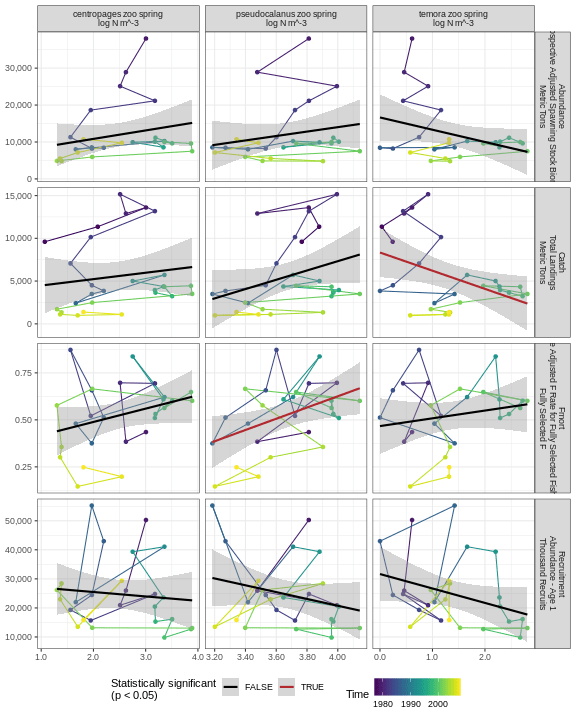 centropages zoo spring
log N m^-3
pseudocalanus zoo spring
log N m^-3
temora zoo spring
log N m^-3
30,000
20,000
10,000
0
Abundance
Adjusted Spawning Stock
Metric Tons
15,000
10,000
5,000
0
Catch
Total Landings
Metric Tons
0.75
0.50
0.25
Fmort
Adjusted F Rate for Fully Selected Fish
Fully Selected F
50,000
40,000
30,000
20,000
10,000
Recruitment
Abundance - Age 1
Thousand Recruits
1.0 2.0 3.0 4.0 3.20 3.40 3.60 3.80 4.00 0.0 1.0 2.0
Statistically significant
(p < 0.05)
FALSE TRUE
Time
1980 1990 2000